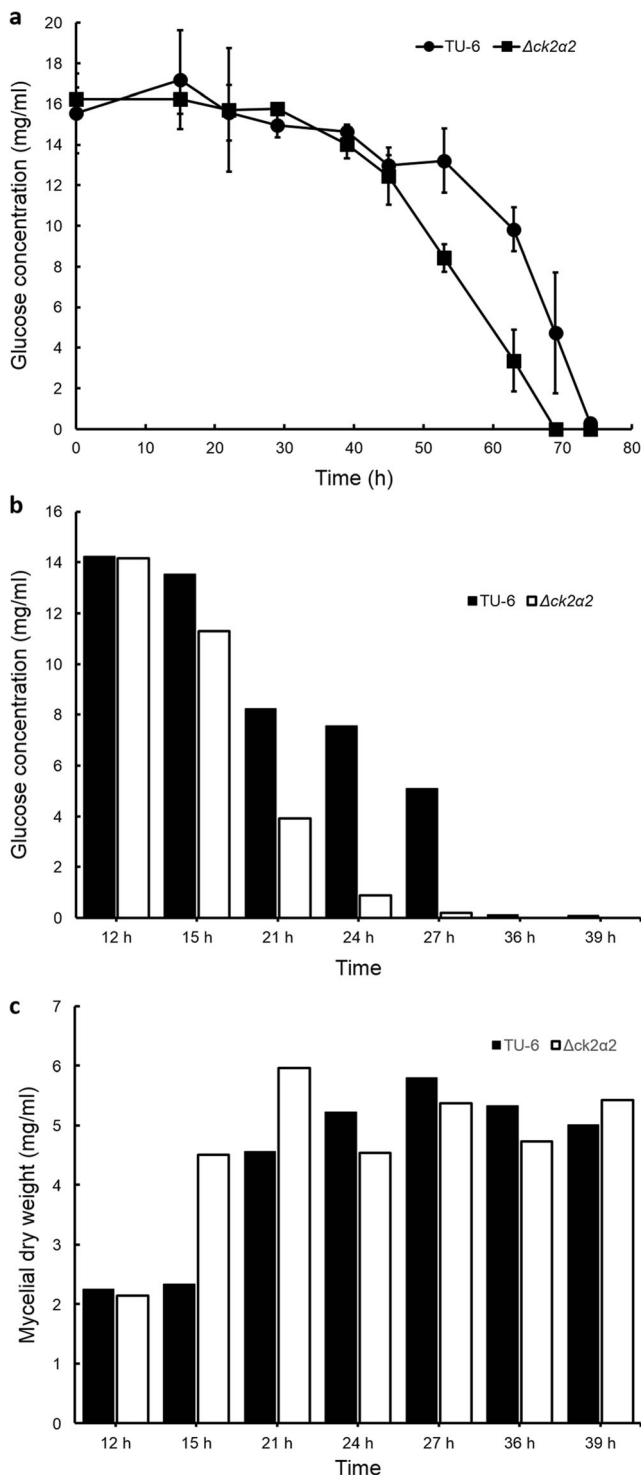 a
20
18
16
14
12
10
8
6
4
2
0
Glucose concentration (mg/ml)
TU-6 Δck2α2
0 10 20 30 40 50 60 70 80
Time (h)
b
16
14
12
10
8
6
4
2
0
Glucose concentration (mg/ml)
TU-6 Δck2α2
12 h 15 h 21 h 24 h 27 h 36 h 39 h
Time
c
7
6
5
4
3
2
1
0
Mycelial dry weight (mg/ml)
TU-6 Δck2α2
12 h 15 h 21 h 24 h 27 h 36 h 39 h
Time